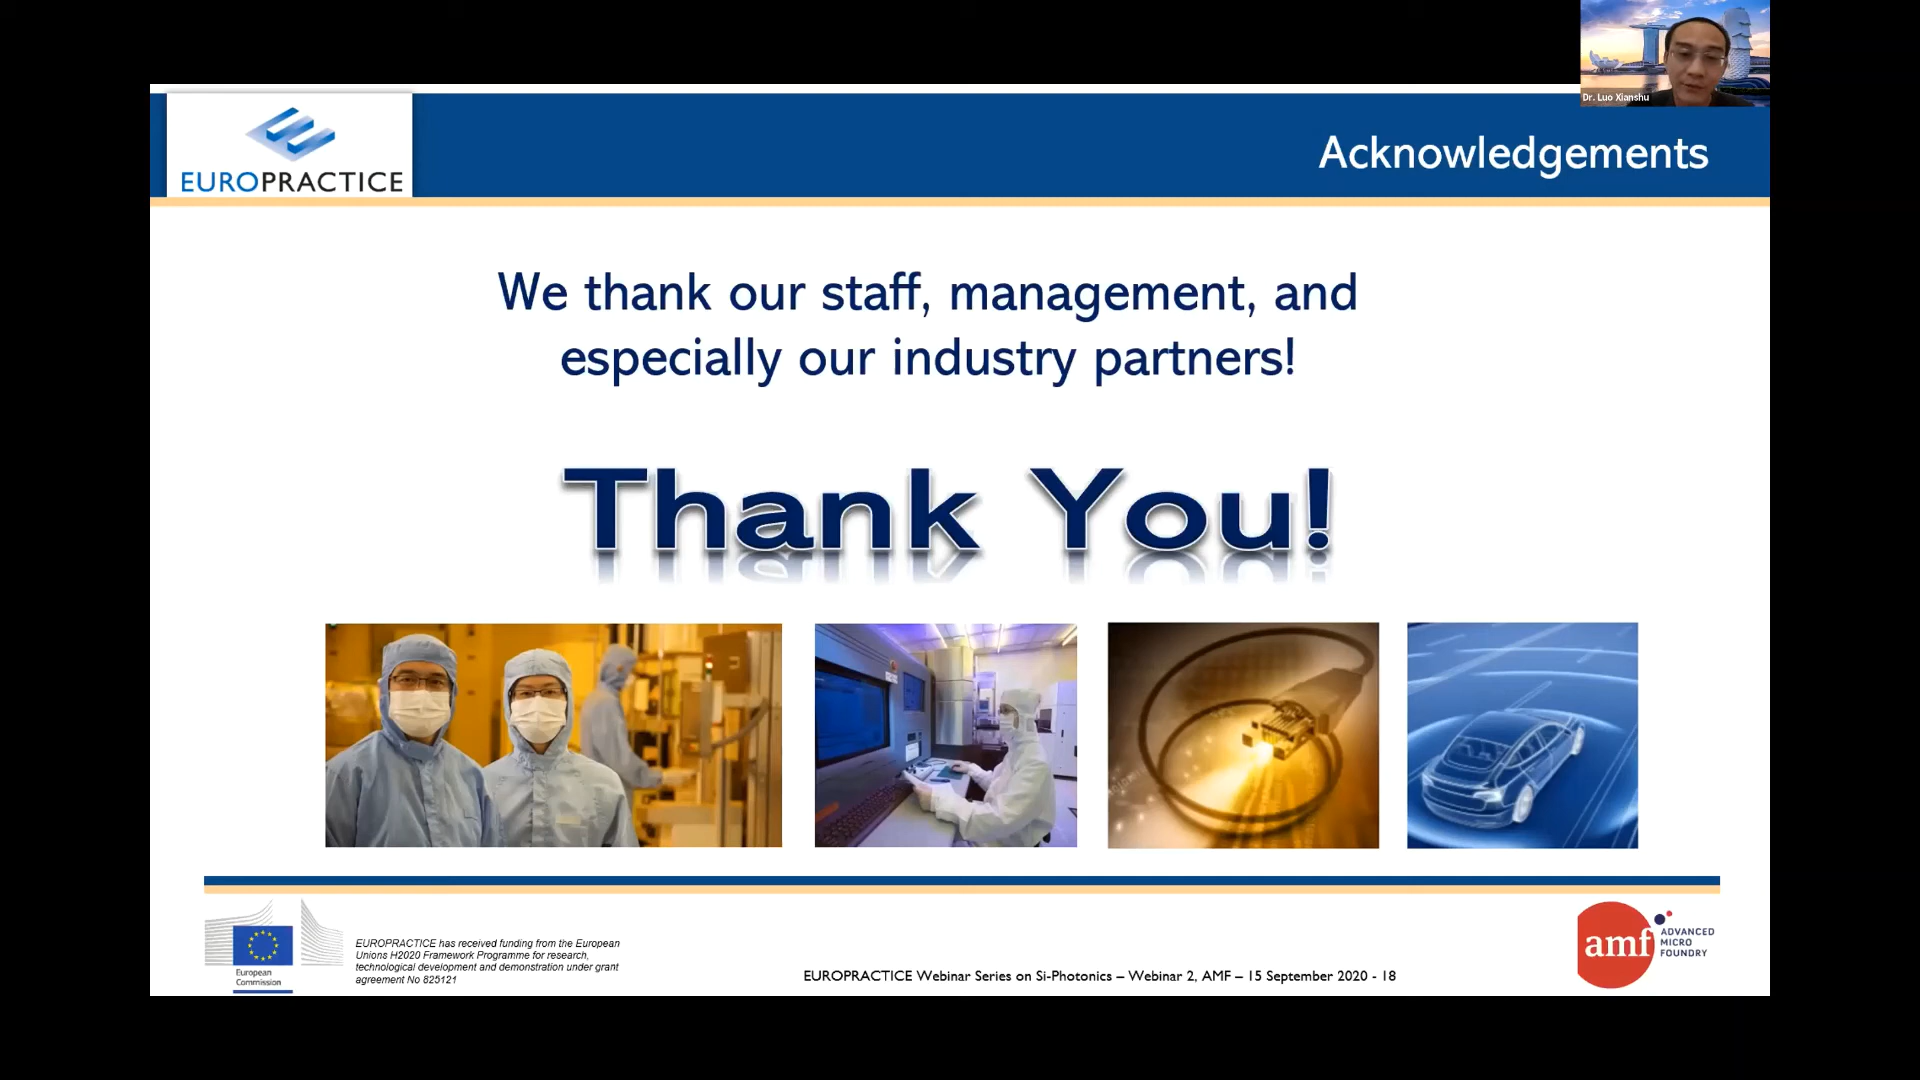 Dr. Luo Xianshu
EUROPRACTICE
Acknowledgements
We thank our staff, management, and
especially our industry partners!
Thank You!
European
Commission
EUROPRACTICE has received funding from the European
Unions H2020 Framework Programme for research,
technological development and demonstration under grant
agreement No 825121
EUROPRACTICE Webinar Series on Si-Photonics – Webinar 2, AMF – 15 September 2020 - 18
amf
ADVANCED
MICRO
FOUNDRY